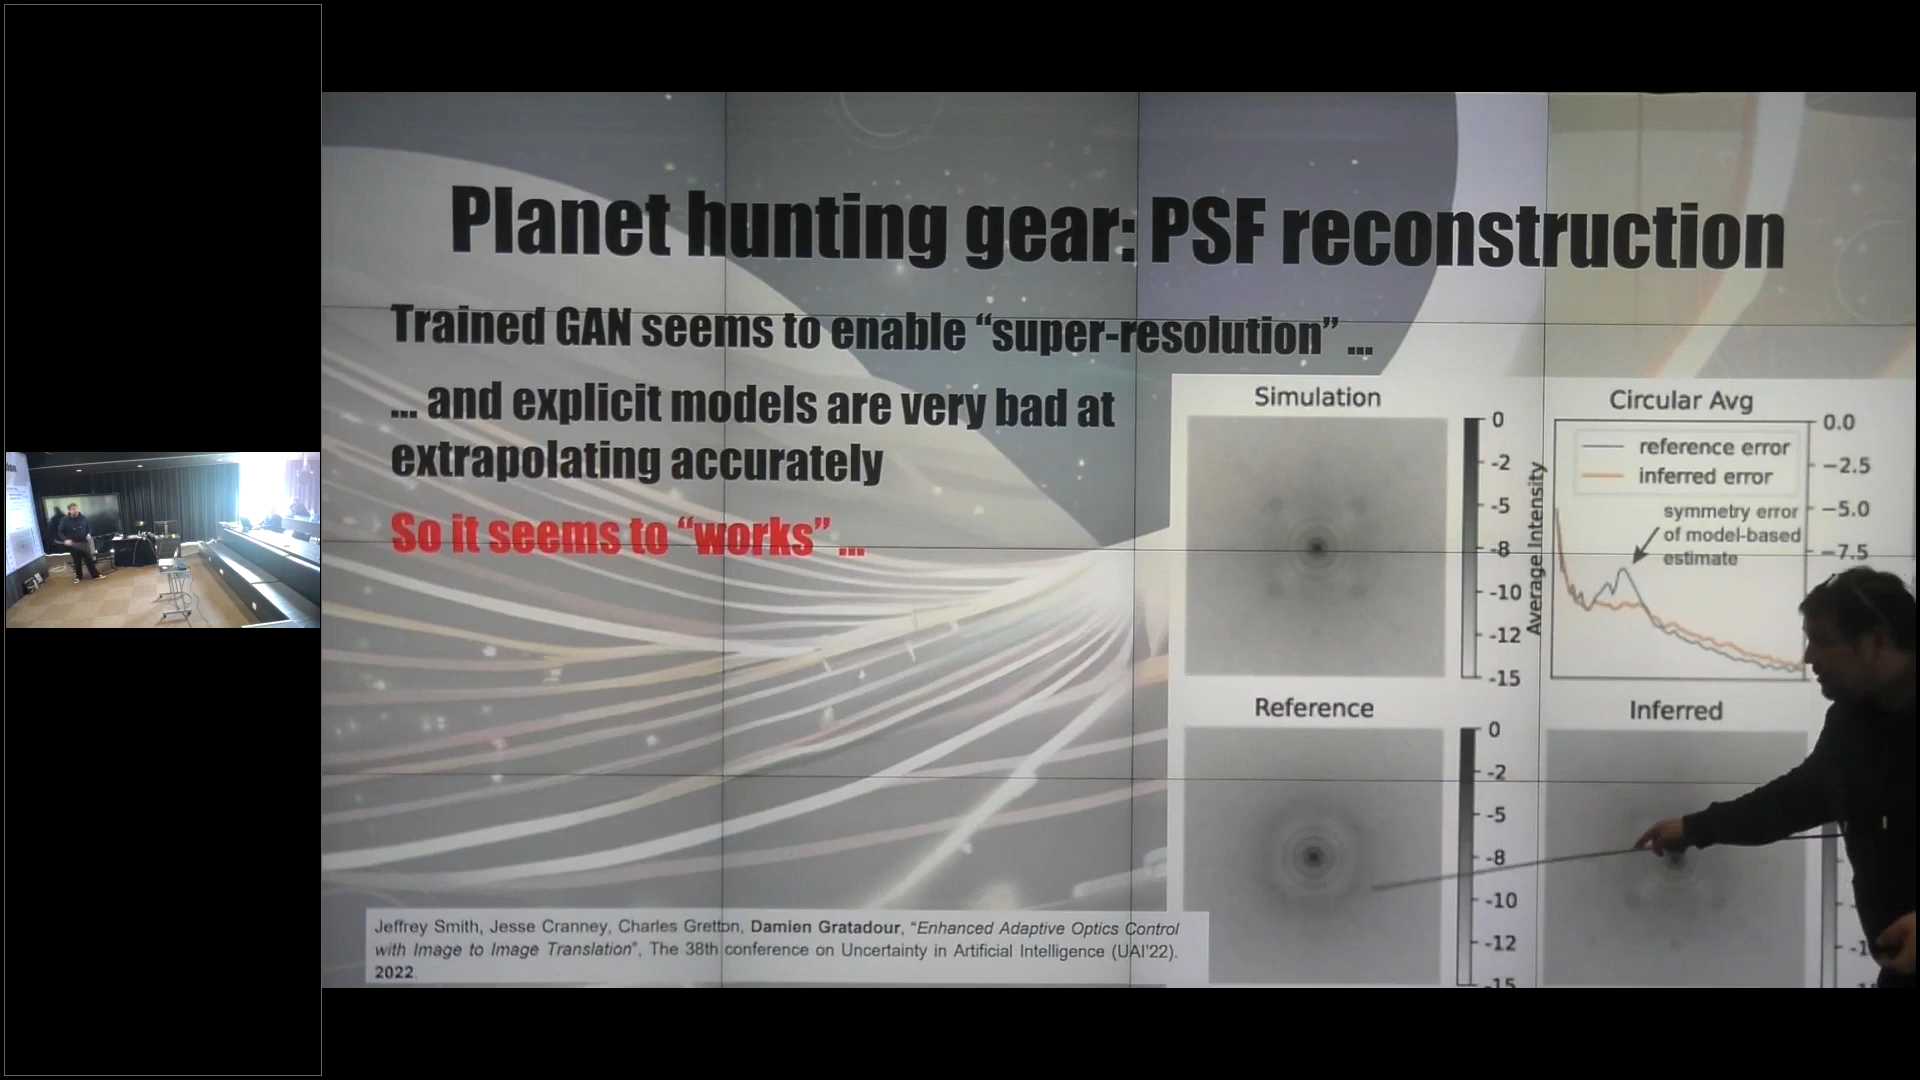 Planet hunting gear: PSF reconstruction
Trained GAN seems to enable “super-resolution” ...
... and explicit models are very bad at
extrapolating accurately
So it seems to “works” ...
Simulation
0
-2
-5
-8
-10
-12
-15
Average Intensity
Circular Avg
reference error
inferred error
symmetry error
of model-based
estimate
0.0
−2.5
−5.0
−7.5
Reference
0
-2
-5
-8
-10
-12
-15
Inferred
Jeffrey Smith, Jesse Cranney, Charles Gretton, Damien Gratadour, “Enhanced Adaptive Optics Control
with Image to Image Translation”, The 38th conference on Uncertainty in Artificial Intelligence (UAI'22).
2022.